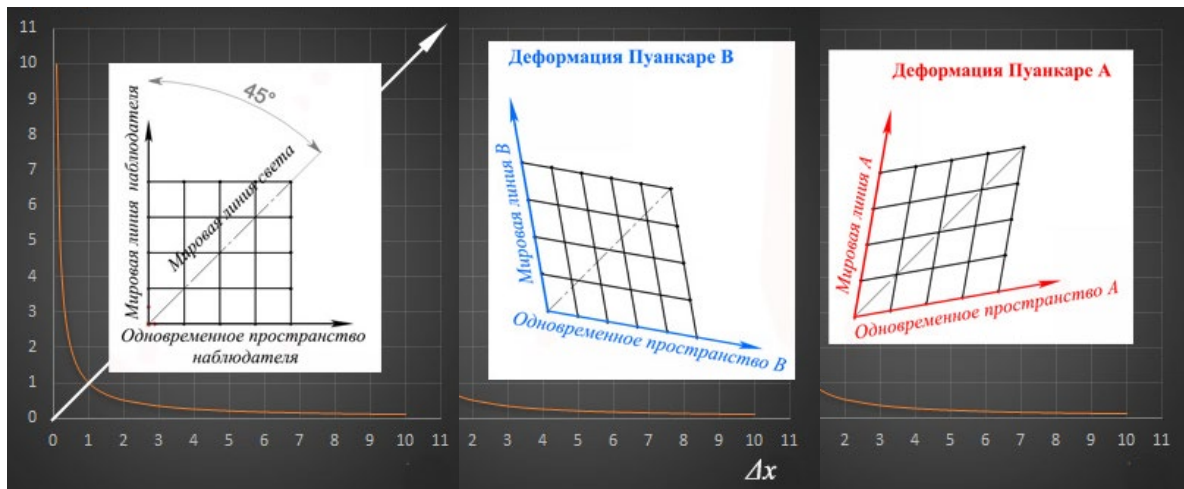 11
10
9
8
7
6
5
4
3
2
1
0
0 1 2 3 4 5 6 7 8 9 10 11
45°
Мировая линия наблюдателя
Мировая линия света
Одновременное пространство
наблюдателя
Деформация Пуанкаре B
Мировая линия B
Одновременное пространство B
3 4 5 6 7 8 9 10 11
Δx
Деформация Пуанкаре A
Мировая линия A
Одновременное пространство A
2 3 4 5 6 7 8 9 10 11